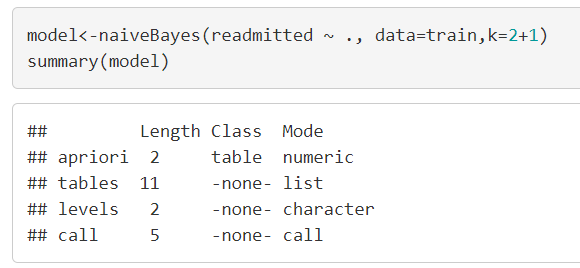 model<-naiveBayes(readmitted ~ ., data=train,k=2+1)
summary(model)
##         Length Class  Mode
## apriori  2     table  numeric
## tables  11     -none- list
## levels   2     -none- character
## call     5     -none- call